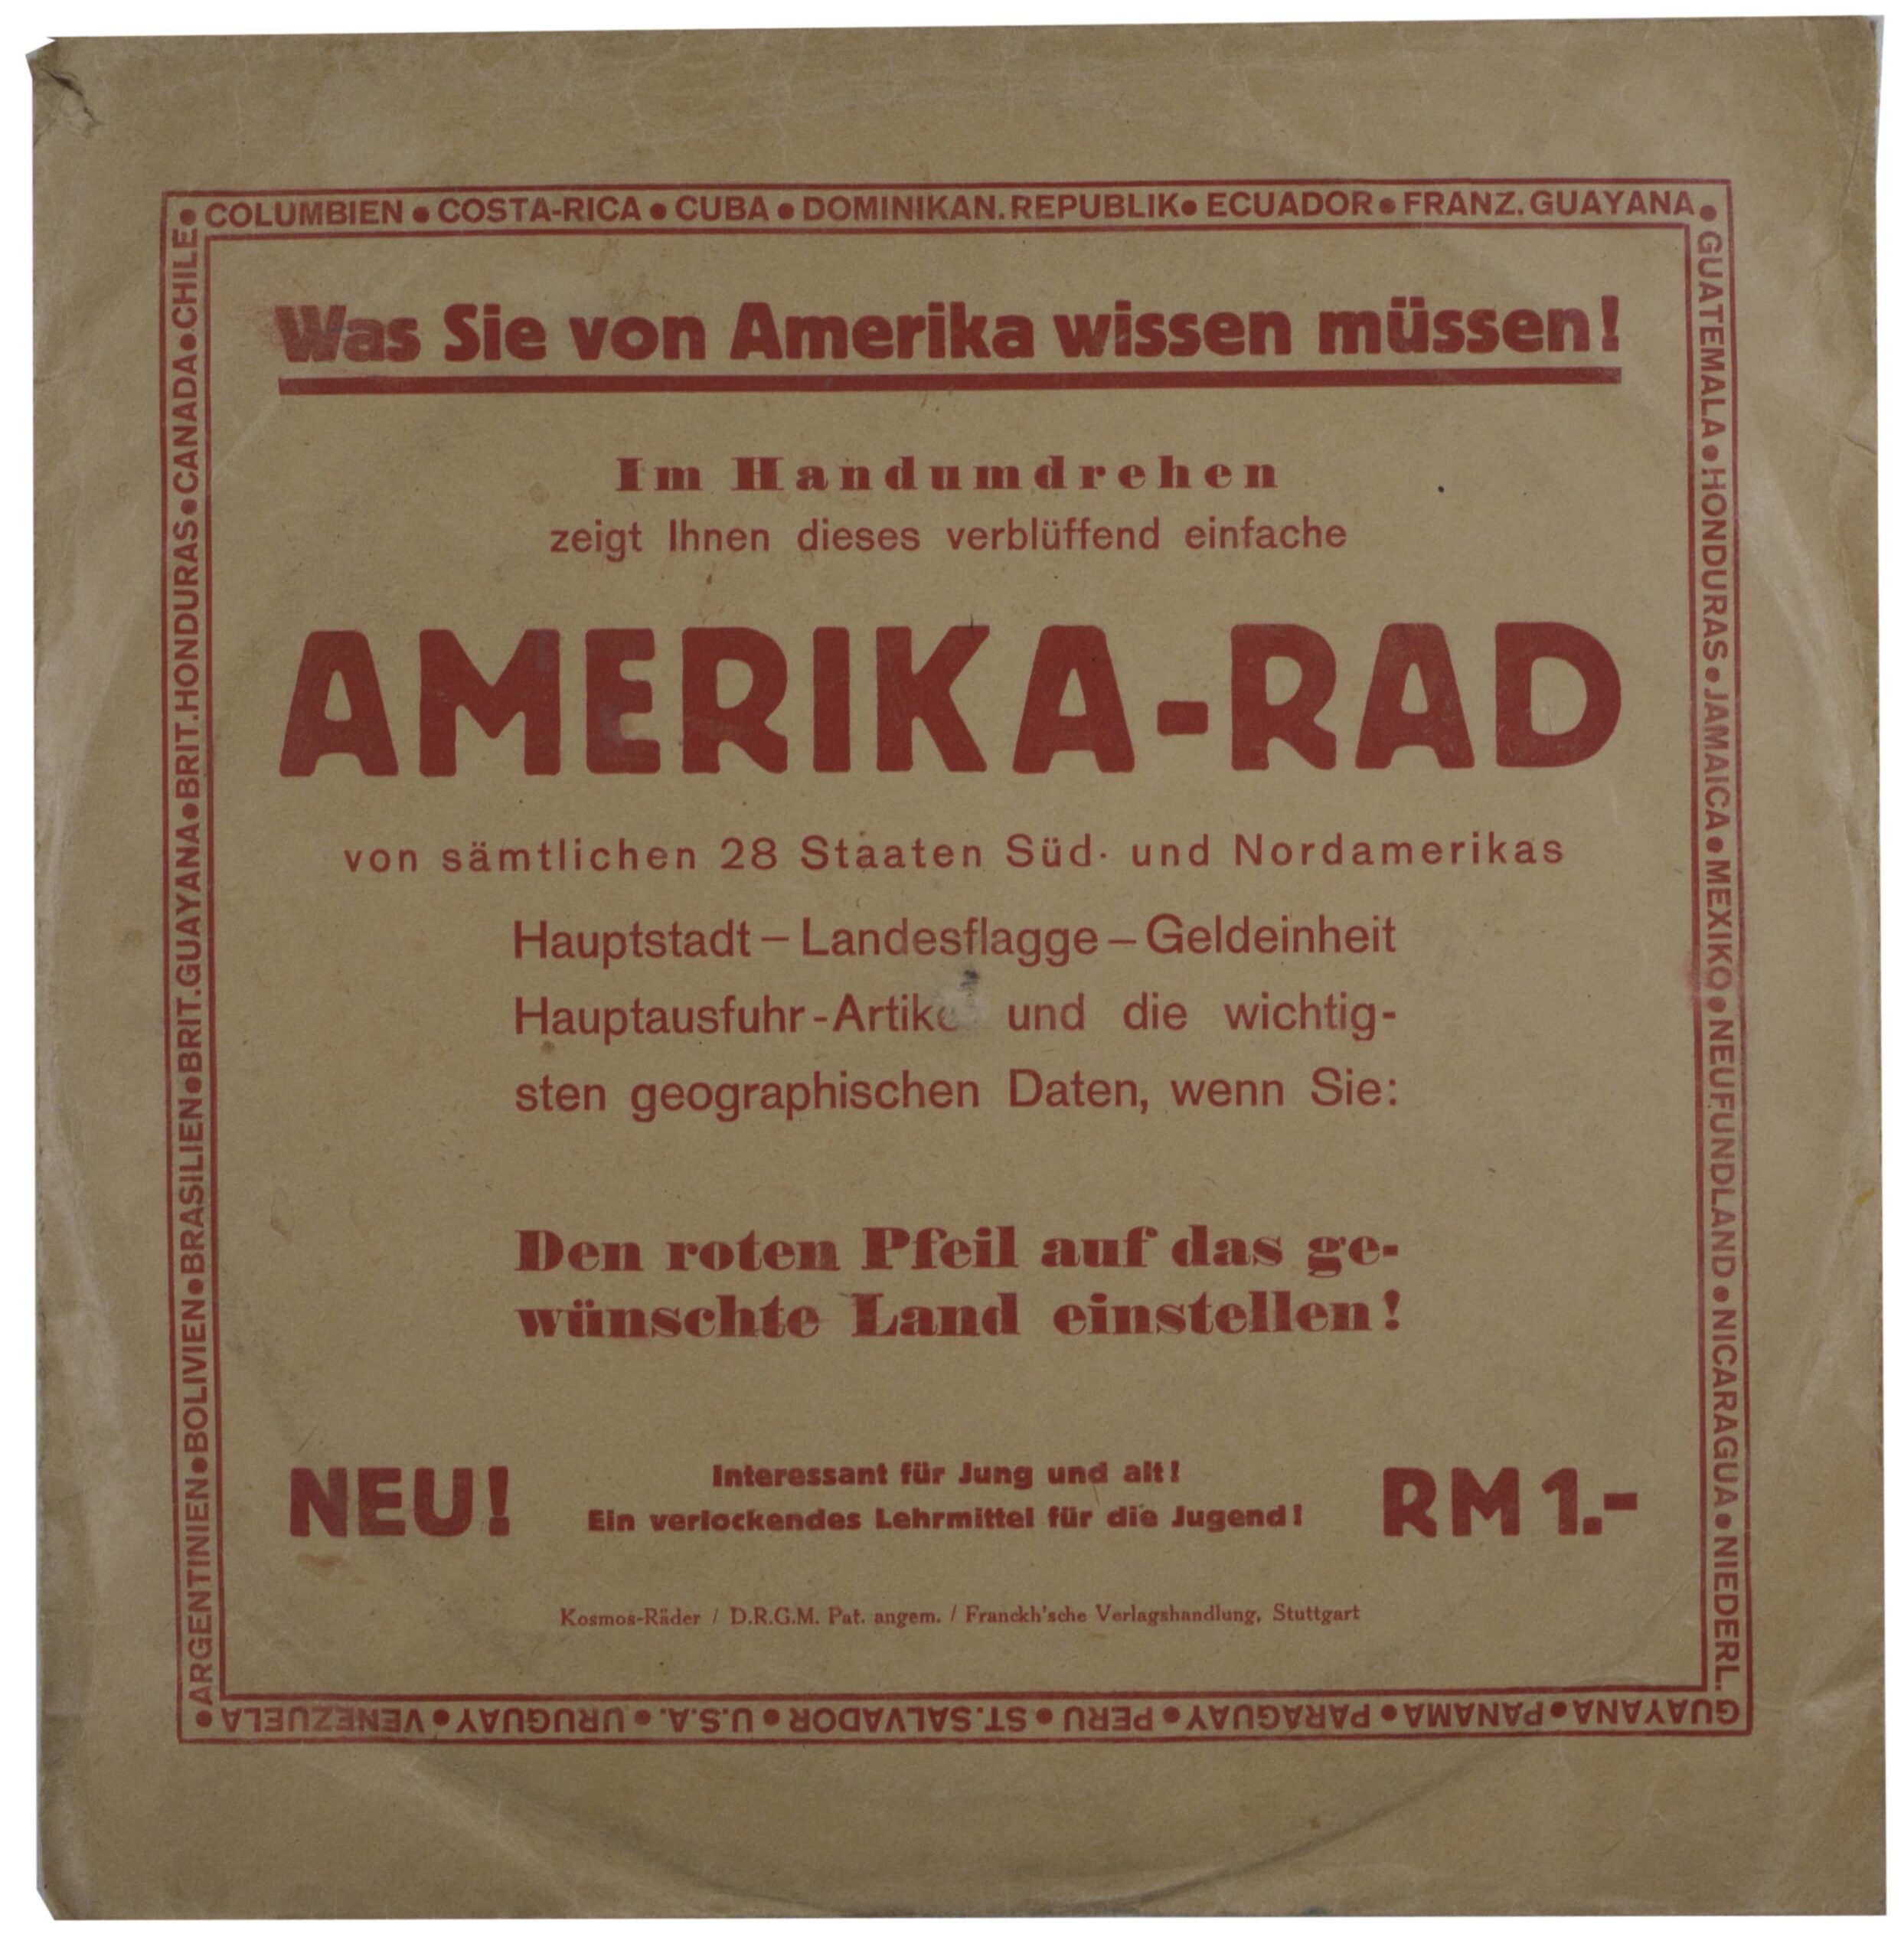 COLUMBIEN ● COSTA-RICA ● CUBA ● DOMINIKAN.REPUBLIK ● ECUADOR ● FRANZ.GUAYANA ●
GUATEMALA ● HONDURAS ● JAMAICA ● MEXIKO ● NEUFUNDLAND ● NICARAGUA ● NIEDERL.
GUAYANA ● PANAMA ● PARAGUAY ● PERU ● ST.SALVADOR ● U.S.A. ● URUGUAY ● VENEZUELA ●
ARGENTINIEN ● BOLIVIEN ● BRASILIEN ● BRIT.GUAYANA ● BRIT.HONDURAS ● CANADA ● CHILE ●
Was Sie von Amerika wissen müssen!
Im Handumdrehen
zeigt Ihnen dieses verblüffend einfache
AMERIKA-RAD
von sämtlichen 28 Staaten Süd- und Nordamerikas
Hauptstadt – Landesflagge – Geldeinheit
Hauptausfuhr-Artikel und die wichtig-
sten geographischen Daten, wenn Sie:
Den roten Pfeil auf das ge-
wünschte Land einstellen!
NEU!
Interessant für Jung und alt!
Ein verlockendes Lehrmittel für die Jugend!
RM 1.-
Kosmos-Räder / D.R.G.M. Pat. angem. / Franckh'sche Verlagshandlung, Stuttgart